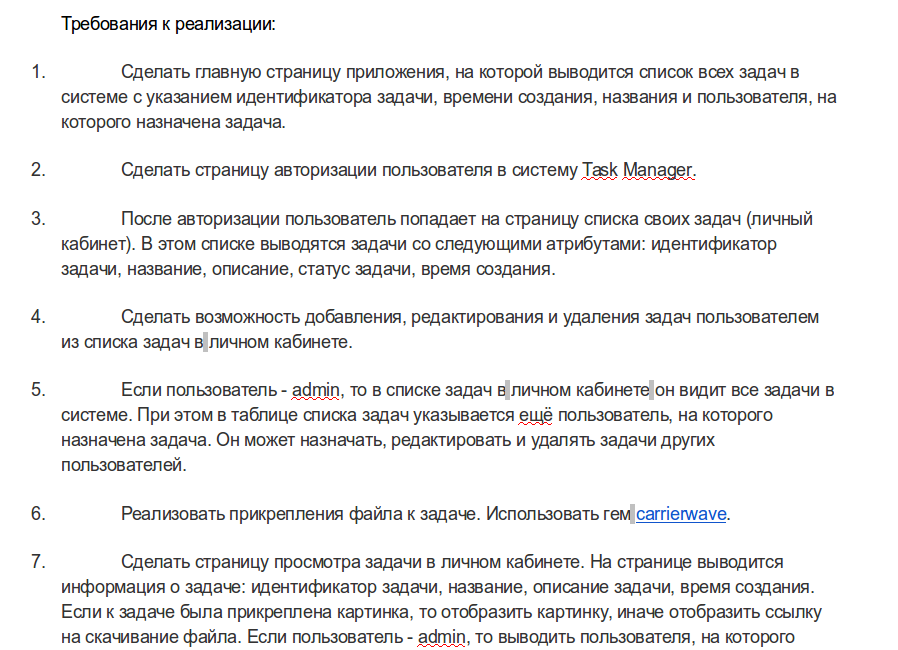 Требования к реализации:
1. Сделать главную страницу приложения, на которой выводится список всех задач в
системе с указанием идентификатора задачи, времени создания, названия и пользователя, на
которого назначена задача.
2. Сделать страницу авторизации пользователя в систему Task Manager.
3. После авторизации пользователь попадает на страницу списка своих задач (личный
кабинет). В этом списке выводятся задачи со следующими атрибутами: идентификатор
задачи, название, описание, статус задачи, время создания.
4. Сделать возможность добавления, редактирования и удаления задач пользователем
из списка задач в личном кабинете.
5. Если пользователь - admin, то в списке задач в личном кабинете он видит все задачи в
системе. При этом в таблице списка задач указывается ещё пользователь, на которого
назначена задача. Он может назначать, редактировать и удалять задачи других
пользователей.
6. Реализовать прикрепления файла к задаче. Использовать гем carrierwave.
7. Сделать страницу просмотра задачи в личном кабинете. На странице выводится
информация о задаче: идентификатор задачи, название, описание задачи, время создания.
Если к задаче была прикреплена картинка, то отобразить картинку, иначе отобразить ссылку
на скачивание файла. Если пользователь - admin, то выводить пользователя, на которого